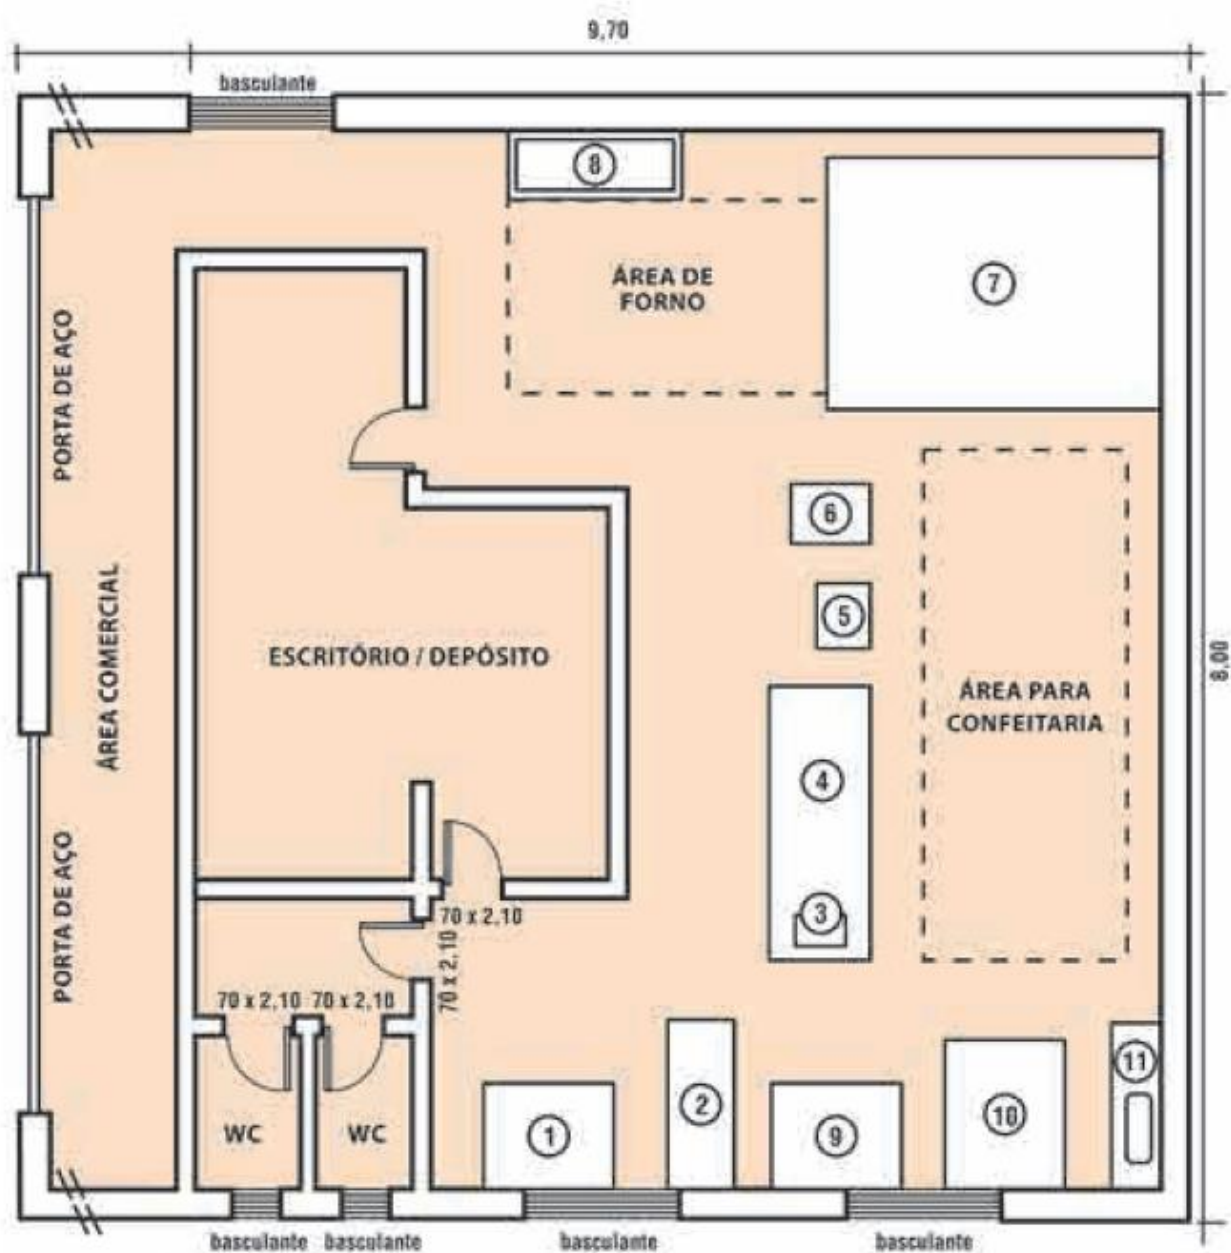 9,70
basculante
8
ÁREA DE
FORNO
7
PORTA DE AÇO
6
5
ÁREA COMERCIAL
ESCRITÓRIO / DEPÓSITO
8,00
ÁREA PARA
CONFEITARIA
4
3
PORTA DE AÇO
70 x 2,10
70 x 2,10
70 x 2,10 70 x 2,10
11
2
10
1
9
WC
WC
basculante basculante
basculante
basculante